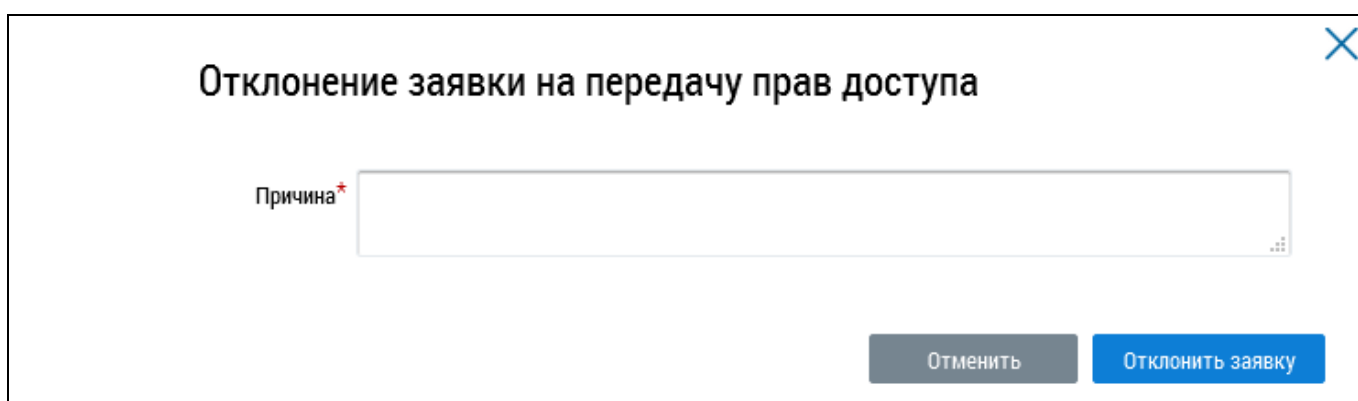 Отклонение заявки на передачу прав доступа
Причина*
Отменить
Отклонить заявку